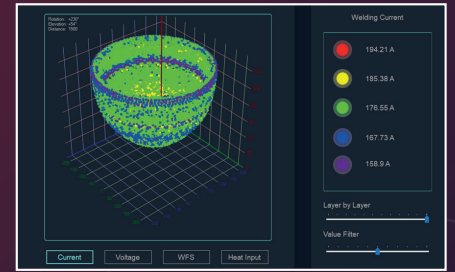 Rotation: +230°
Elevation: +54°
Distance: 1500'
Welding Current
194.21 A
185.38 A
176.55 A
167.73 A
158.9 A
Layer by Layer
Value Filter
Current
Voltage
WFS
Heat Input